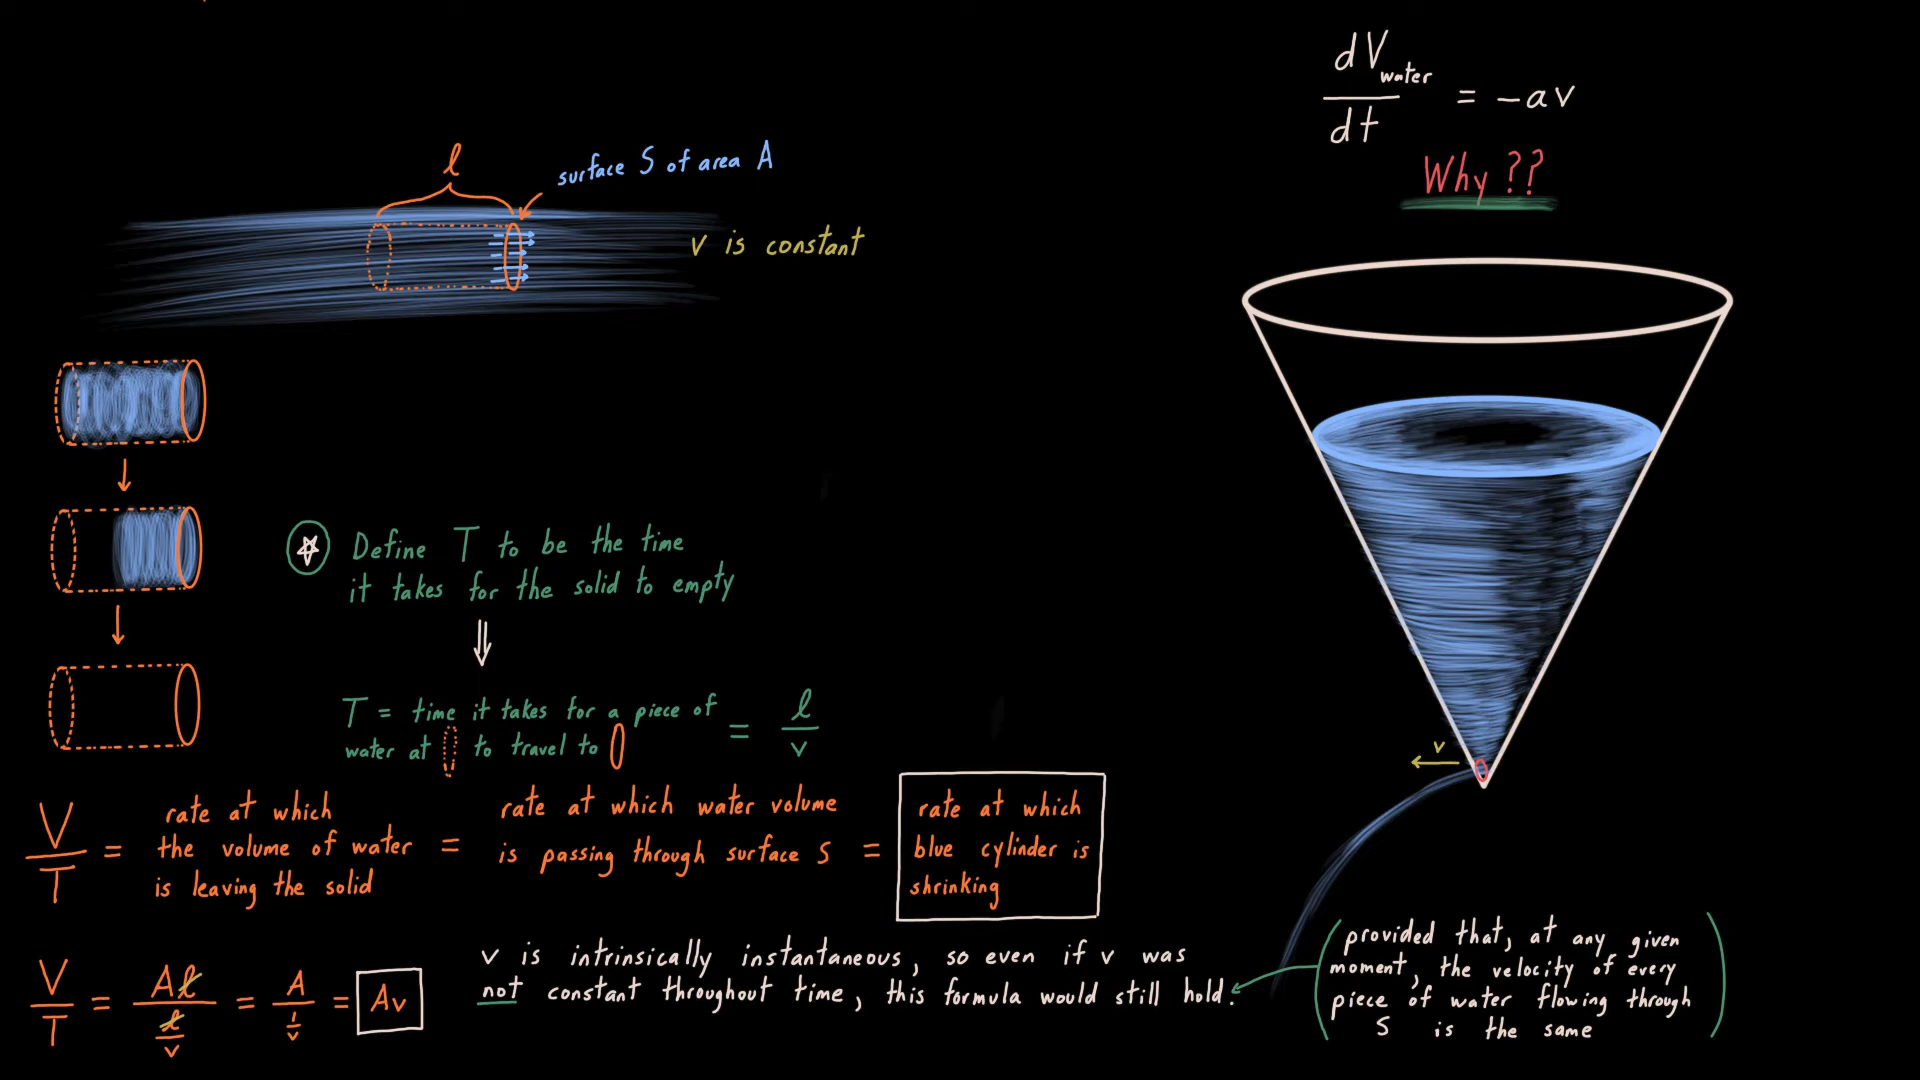 dV_water/dt = -av
Why ??
l
surface S of area A
v is constant
Define T to be the time
it takes for the solid to empty
⇓
T = time it takes for a piece of
water at to travel to = l/v
v
V/T = rate at which
the volume of water
is leaving the solid
= rate at which water volume
is passing through surface S
= rate at which
blue cylinder is
shrinking
V/T = Al/(l/v) = A/(1/v) = Av
v is intrinsically instantaneous, so even if v was
not constant throughout time, this formula would still hold.
(provided that, at any given
moment, the velocity of every
piece of water flowing through
S is the same)